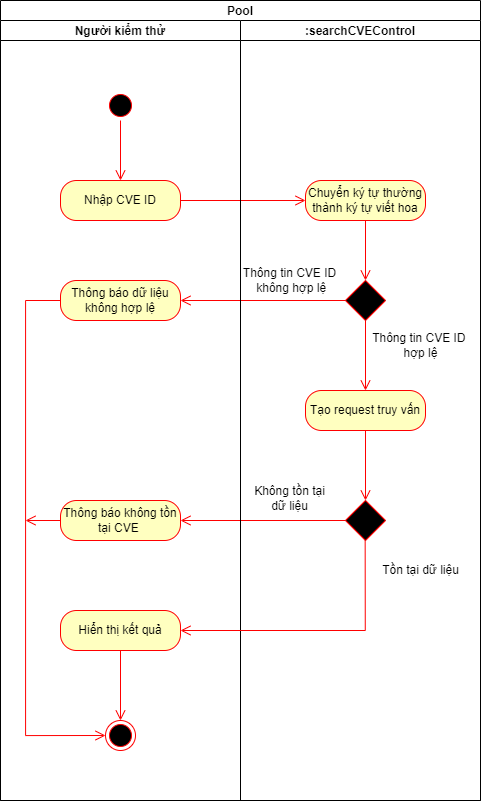 Pool
Người kiểm thử
:searchCVEControl
Nhập CVE ID
Chuyển ký tự thường
thành ký tự viết hoa
Thông tin CVE ID
không hợp lệ
Thông báo dữ liệu
không hợp lệ
Thông tin CVE ID
hợp lệ
Tạo request truy vấn
Không tồn tại
dữ liệu
Thông báo không tồn
tại CVE
Tồn tại dữ liệu
Hiển thị kết quả